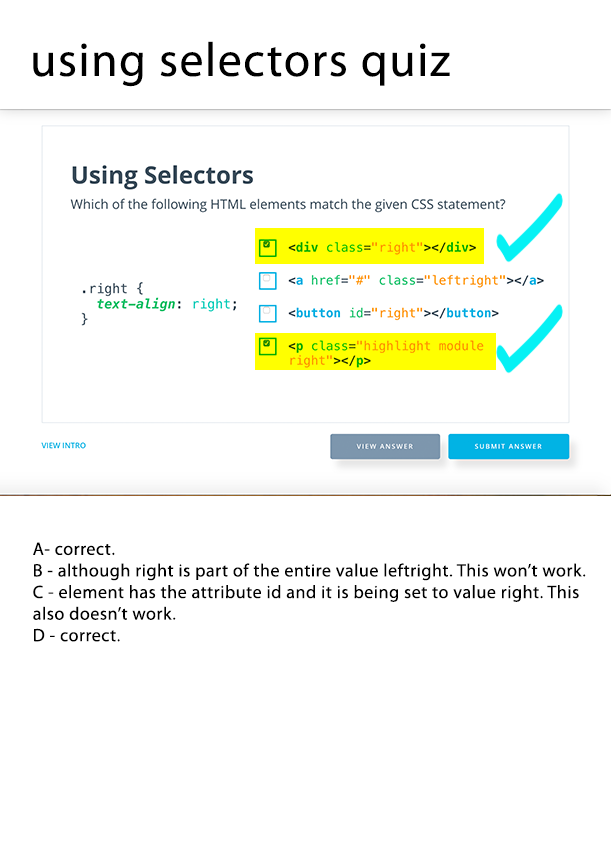 using selectors quiz
Using Selectors
Which of the following HTML elements match the given CSS statement?
.right {
text-align: right;
}
<div class="right"></div>
<a href="#" class="leftright"></a>
<button id="right"></button>
<p class="highlight module
right"></p>
VIEW INTRO
VIEW ANSWER
SUBMIT ANSWER
A- correct.
B - although right is part of the entire value leftright. This won’t work.
C - element has the attribute id and it is being set to value right. This
also doesn’t work.
D - correct.